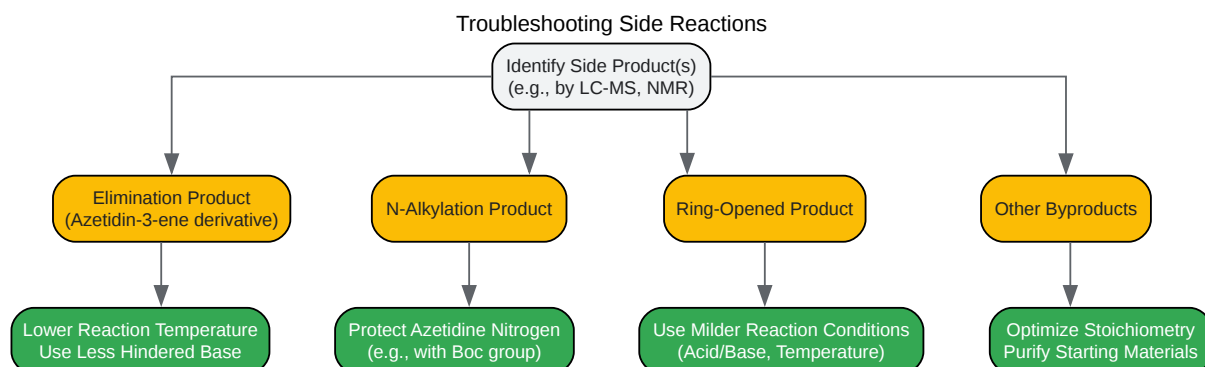 Troubleshooting Side Reactions
Identify Side Product(s)
(e.g., by LC-MS, NMR)
Elimination Product
(Azetidin-3-ene derivative)
N-Alkylation Product
Ring-Opened Product
Other Byproducts
Lower Reaction Temperature
Use Less Hindered Base
Protect Azetidine Nitrogen
(e.g., with Boc group)
Use Milder Reaction Conditions
(Acid/Base, Temperature)
Optimize Stoichiometry
Purify Starting Materials